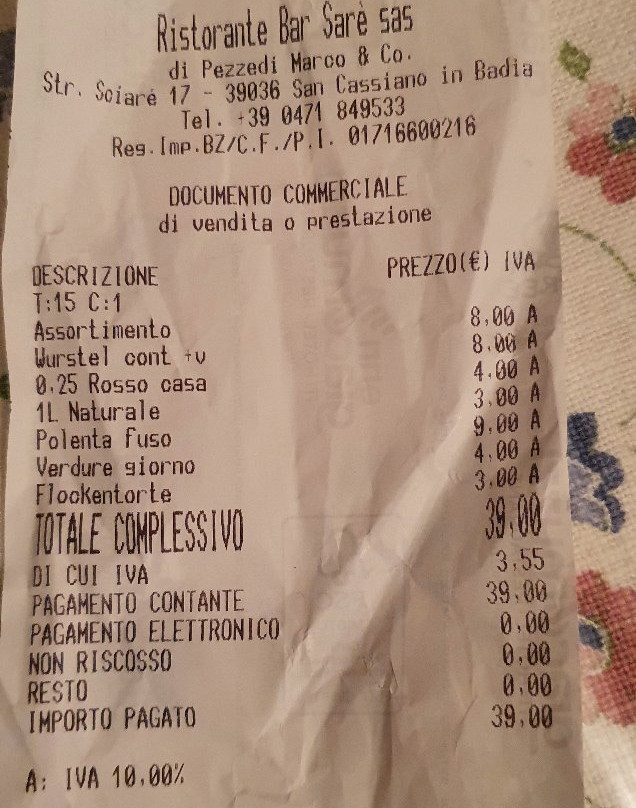 Ristorante Bar Sarè sas
di Pezzedi Marco & Co.
Str. Sciarè 17 - 39036 San Cassiano in Badia
Tel. +39 0471 849533
Reg.Imp.BZ/C.F./P.I. 01716600216
DOCUMENTO COMMERCIALE
di vendita o prestazione
DESCRIZIONE PREZZO(€) IVA
T:15 C:1
Assortimento 8,00 A
Wurstel cont +v 8,00 A
0.25 Rosso casa 4,00 A
1L Naturale 3,00 A
Polenta fuso 9,00 A
Verdure giorno 4,00 A
Flockentorte 3,00 A
TOTALE COMPLESSIVO 39,00
DI CUI IVA 3,55
PAGAMENTO CONTANTE 39,00
PAGAMENTO ELETTRONICO 0,00
NON RISCOSSO 0,00
RESTO 0,00
IMPORTO PAGATO 39,00
A: IVA 10,00%